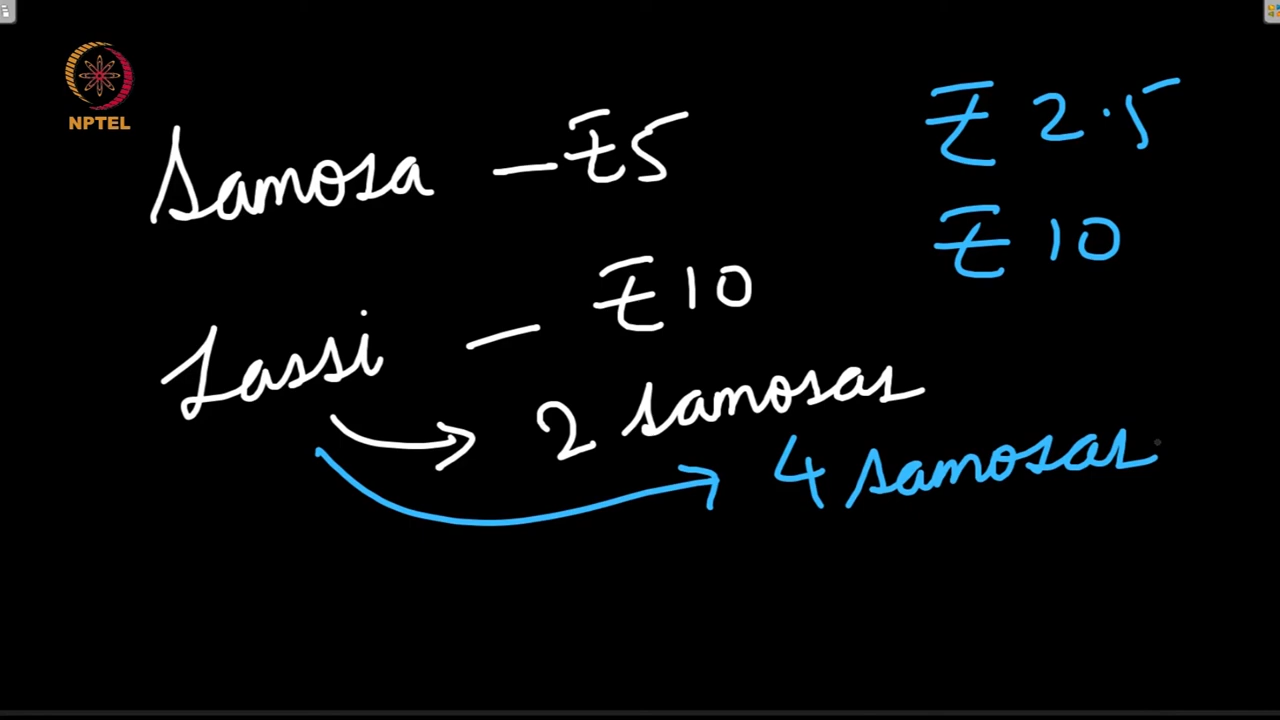 NPTEL
Samosa — ₹5
₹ 2.5
Lassi — ₹10
₹ 10
2 samosas
4 samosas